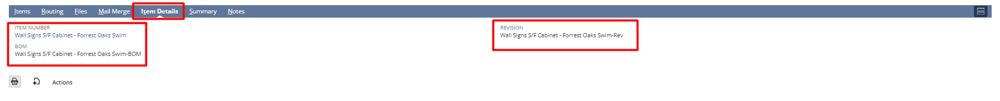 Items Routing Files Mail Merge Item Details Summary Notes
ITEM NUMBER
Wall Signs S/F Cabinet - Forrest Oaks Swim
BOM
Wall Signs S/F Cabinet - Forrest Oaks Swim-BOM
REVISION
Wall Signs S/F Cabinet - Forrest Oaks Swim-Rev
Actions